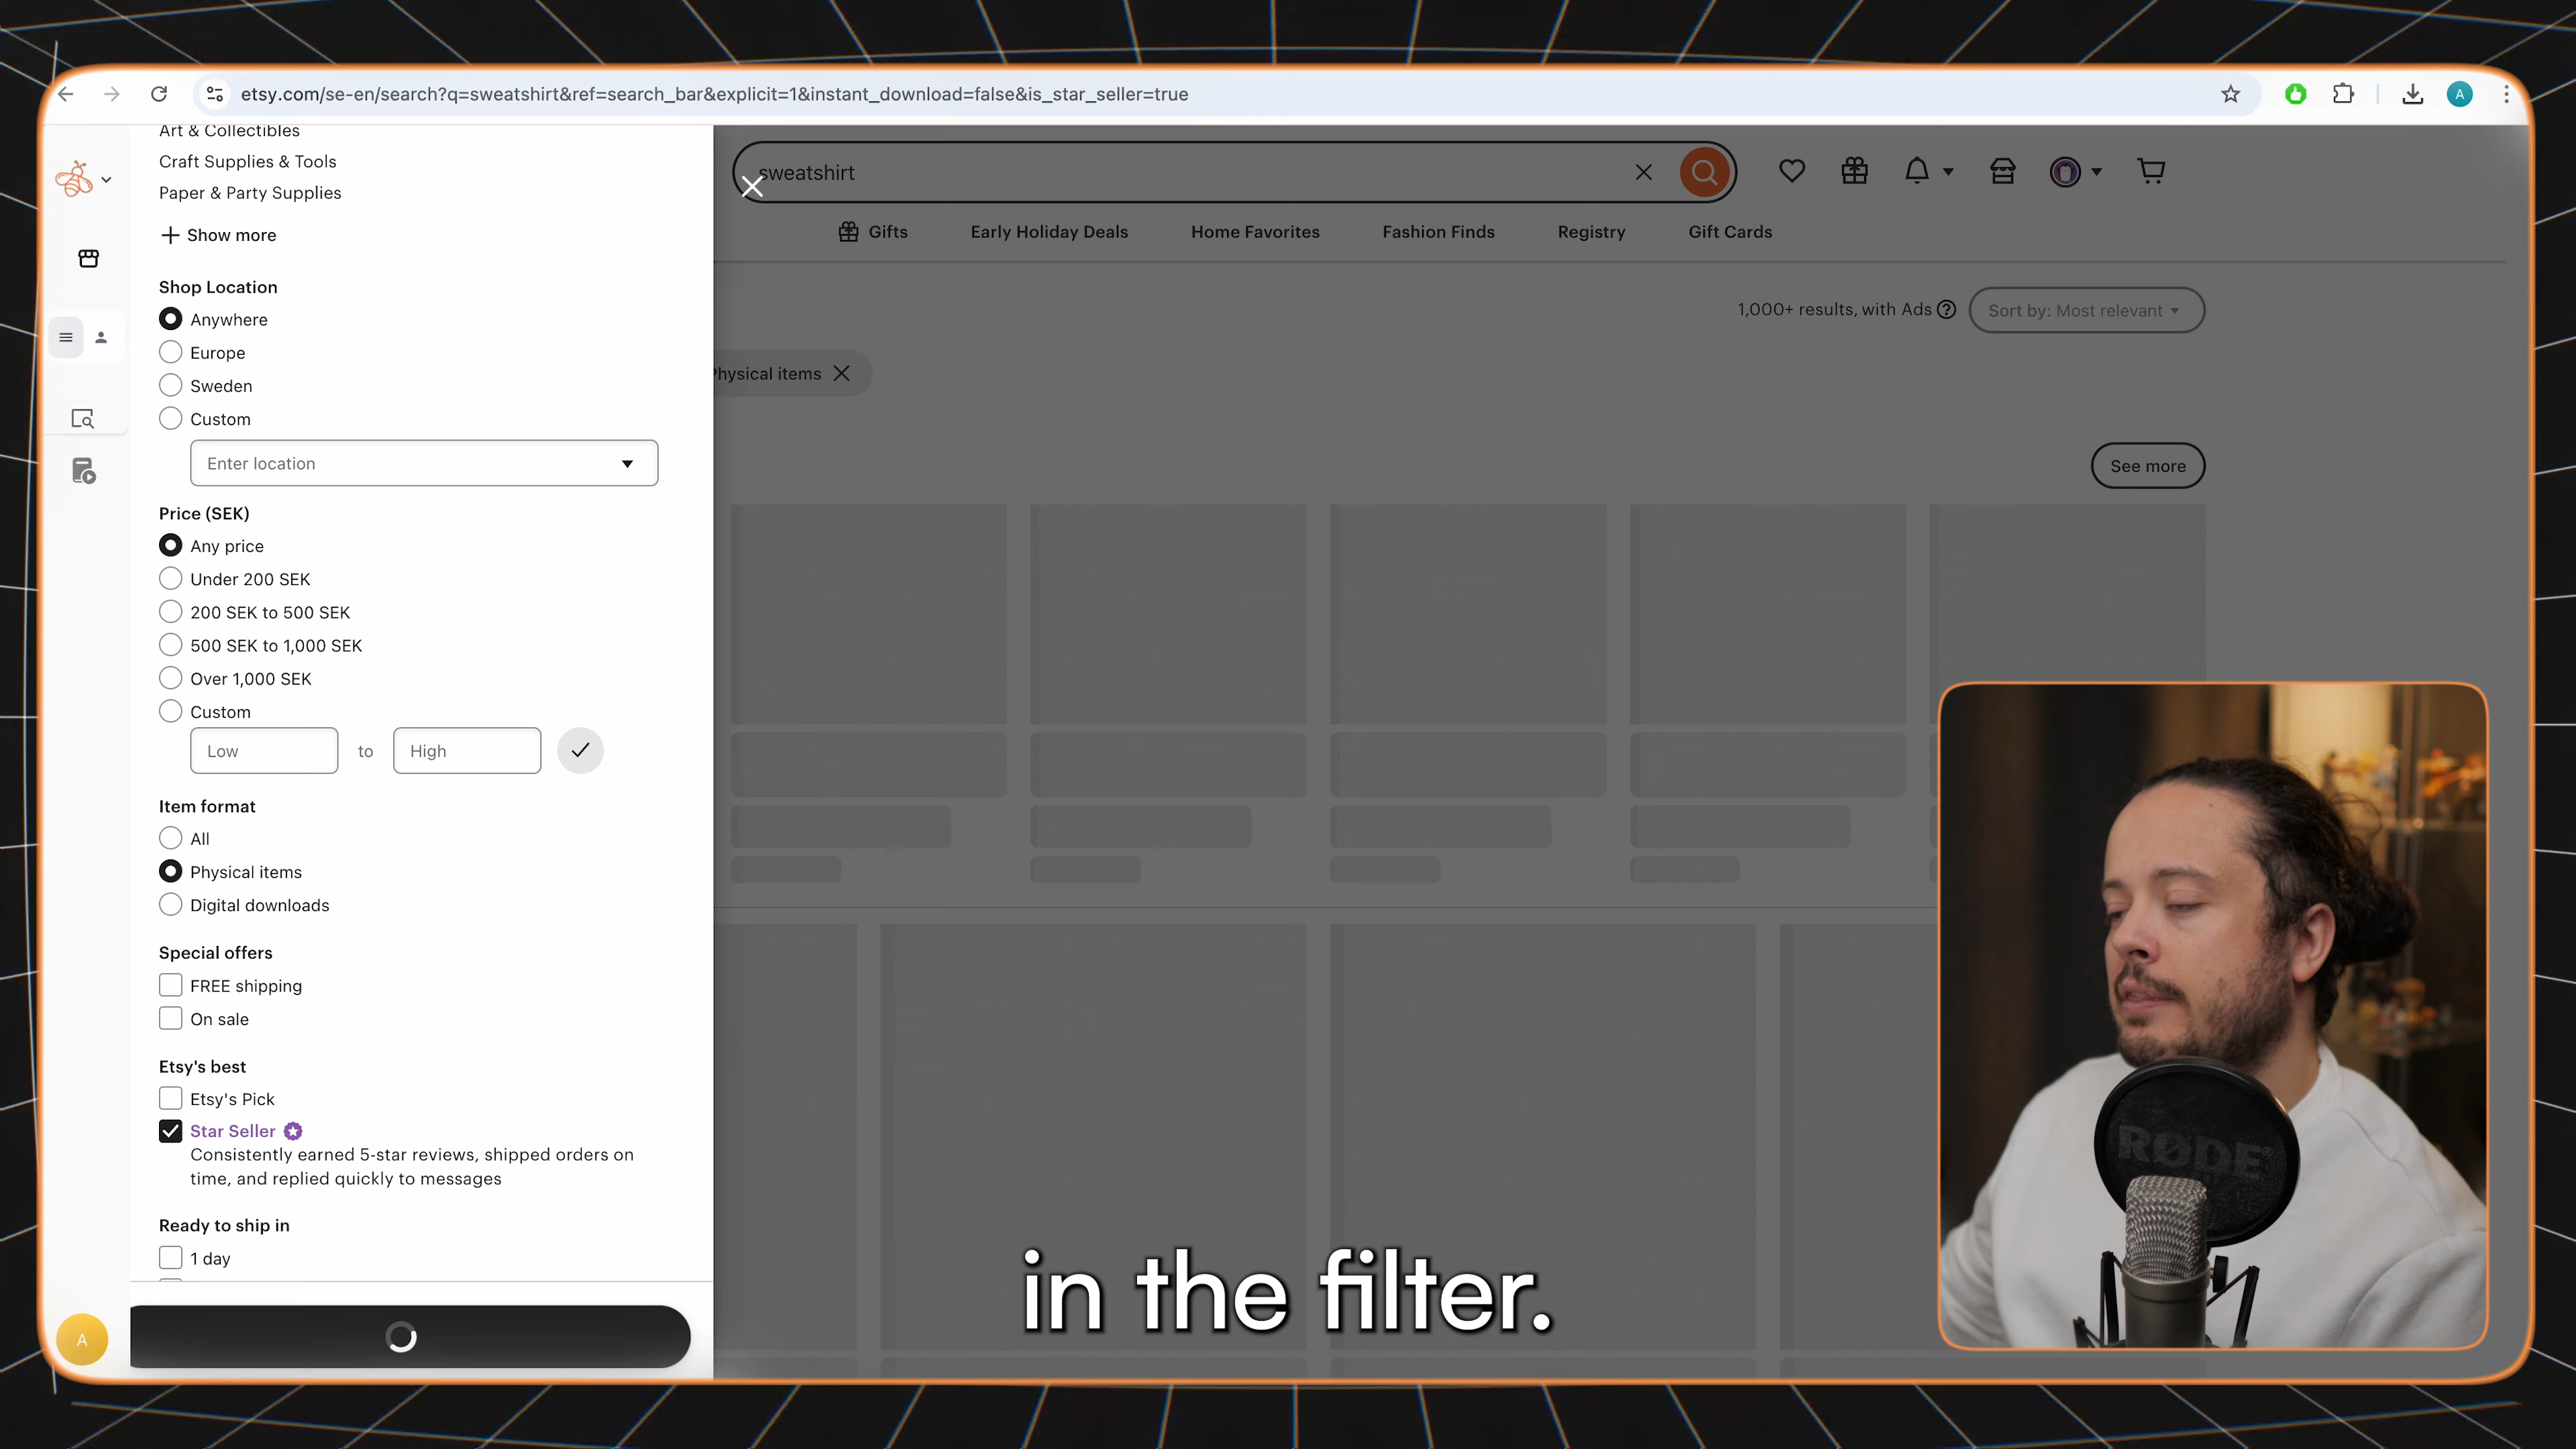 etsy.com/se-en/search?q=sweatshirt&ref=search_bar&explicit=1&instant_download=false&is_star_seller=true
A
Art & Collectibles
Craft Supplies & Tools
Paper & Party Supplies
Show more
Shop Location
Anywhere
Europe
Sweden
Custom
Enter location
Price (SEK)
Any price
Under 200 SEK
200 SEK to 500 SEK
500 SEK to 1,000 SEK
Over 1,000 SEK
Custom
Low to High
Item format
All
Physical items
Digital downloads
Special offers
FREE shipping
On sale
Etsy's best
Etsy's Pick
Star Seller
Consistently earned 5-star reviews, shipped orders on
time, and replied quickly to messages
Ready to ship in
1 day
A
sweatshirt
Gifts Early Holiday Deals Home Favorites Fashion Finds Registry Gift Cards
1,000+ results, with Ads ? Sort by: Most relevant
Physical items
See more
RØDE®
in the filter.